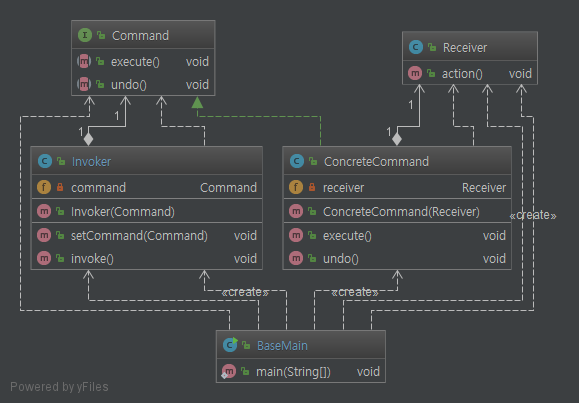 Command
execute() void
undo() void
Receiver
action() void
1
1
1
1
Invoker
command Command
Invoker(Command)
setCommand(Command) void
invoke() void
ConcreteCommand
receiver Receiver
ConcreteCommand(Receiver)
execute() void
undo() void
«create»
«create»
«create»
BaseMain
main(String[]) void
Powered by yFiles